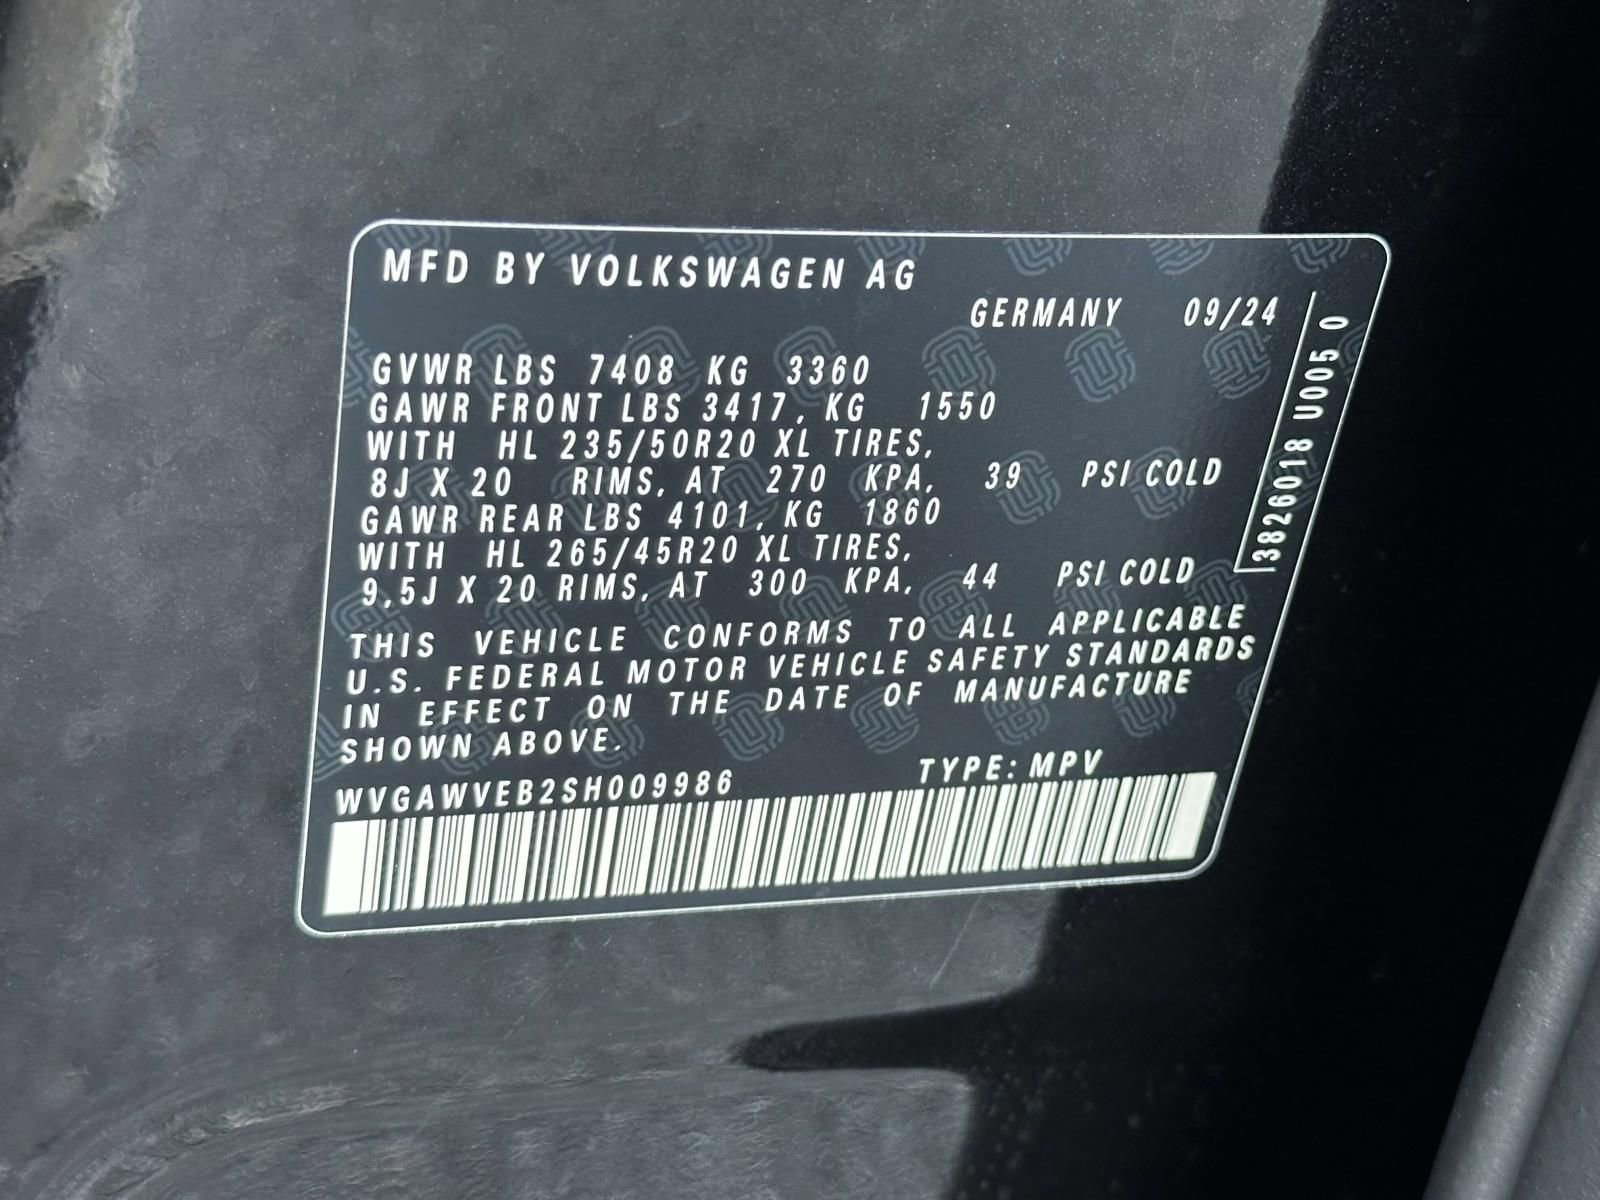 MFD BY VOLKSWAGEN AG
GERMANY 09/24
GVWR LBS 7408 KG 3360
GAWR FRONT LBS 3417, KG 1550
WITH HL 235/50R20 XL TIRES,
8J X 20 RIMS, AT 270 KPA, 39 PSI COLD
GAWR REAR LBS 4101, KG 1860
WITH HL 265/45R20 XL TIRES,
9,5J X 20 RIMS, AT 300 KPA, 44 PSI COLD
THIS VEHICLE CONFORMS TO ALL APPLICABLE
U.S. FEDERAL MOTOR VEHICLE SAFETY STANDARDS
IN EFFECT ON THE DATE OF MANUFACTURE
SHOWN ABOVE.
WVGAWVEB2SH009986 TYPE: MPV
3826018 U005 0